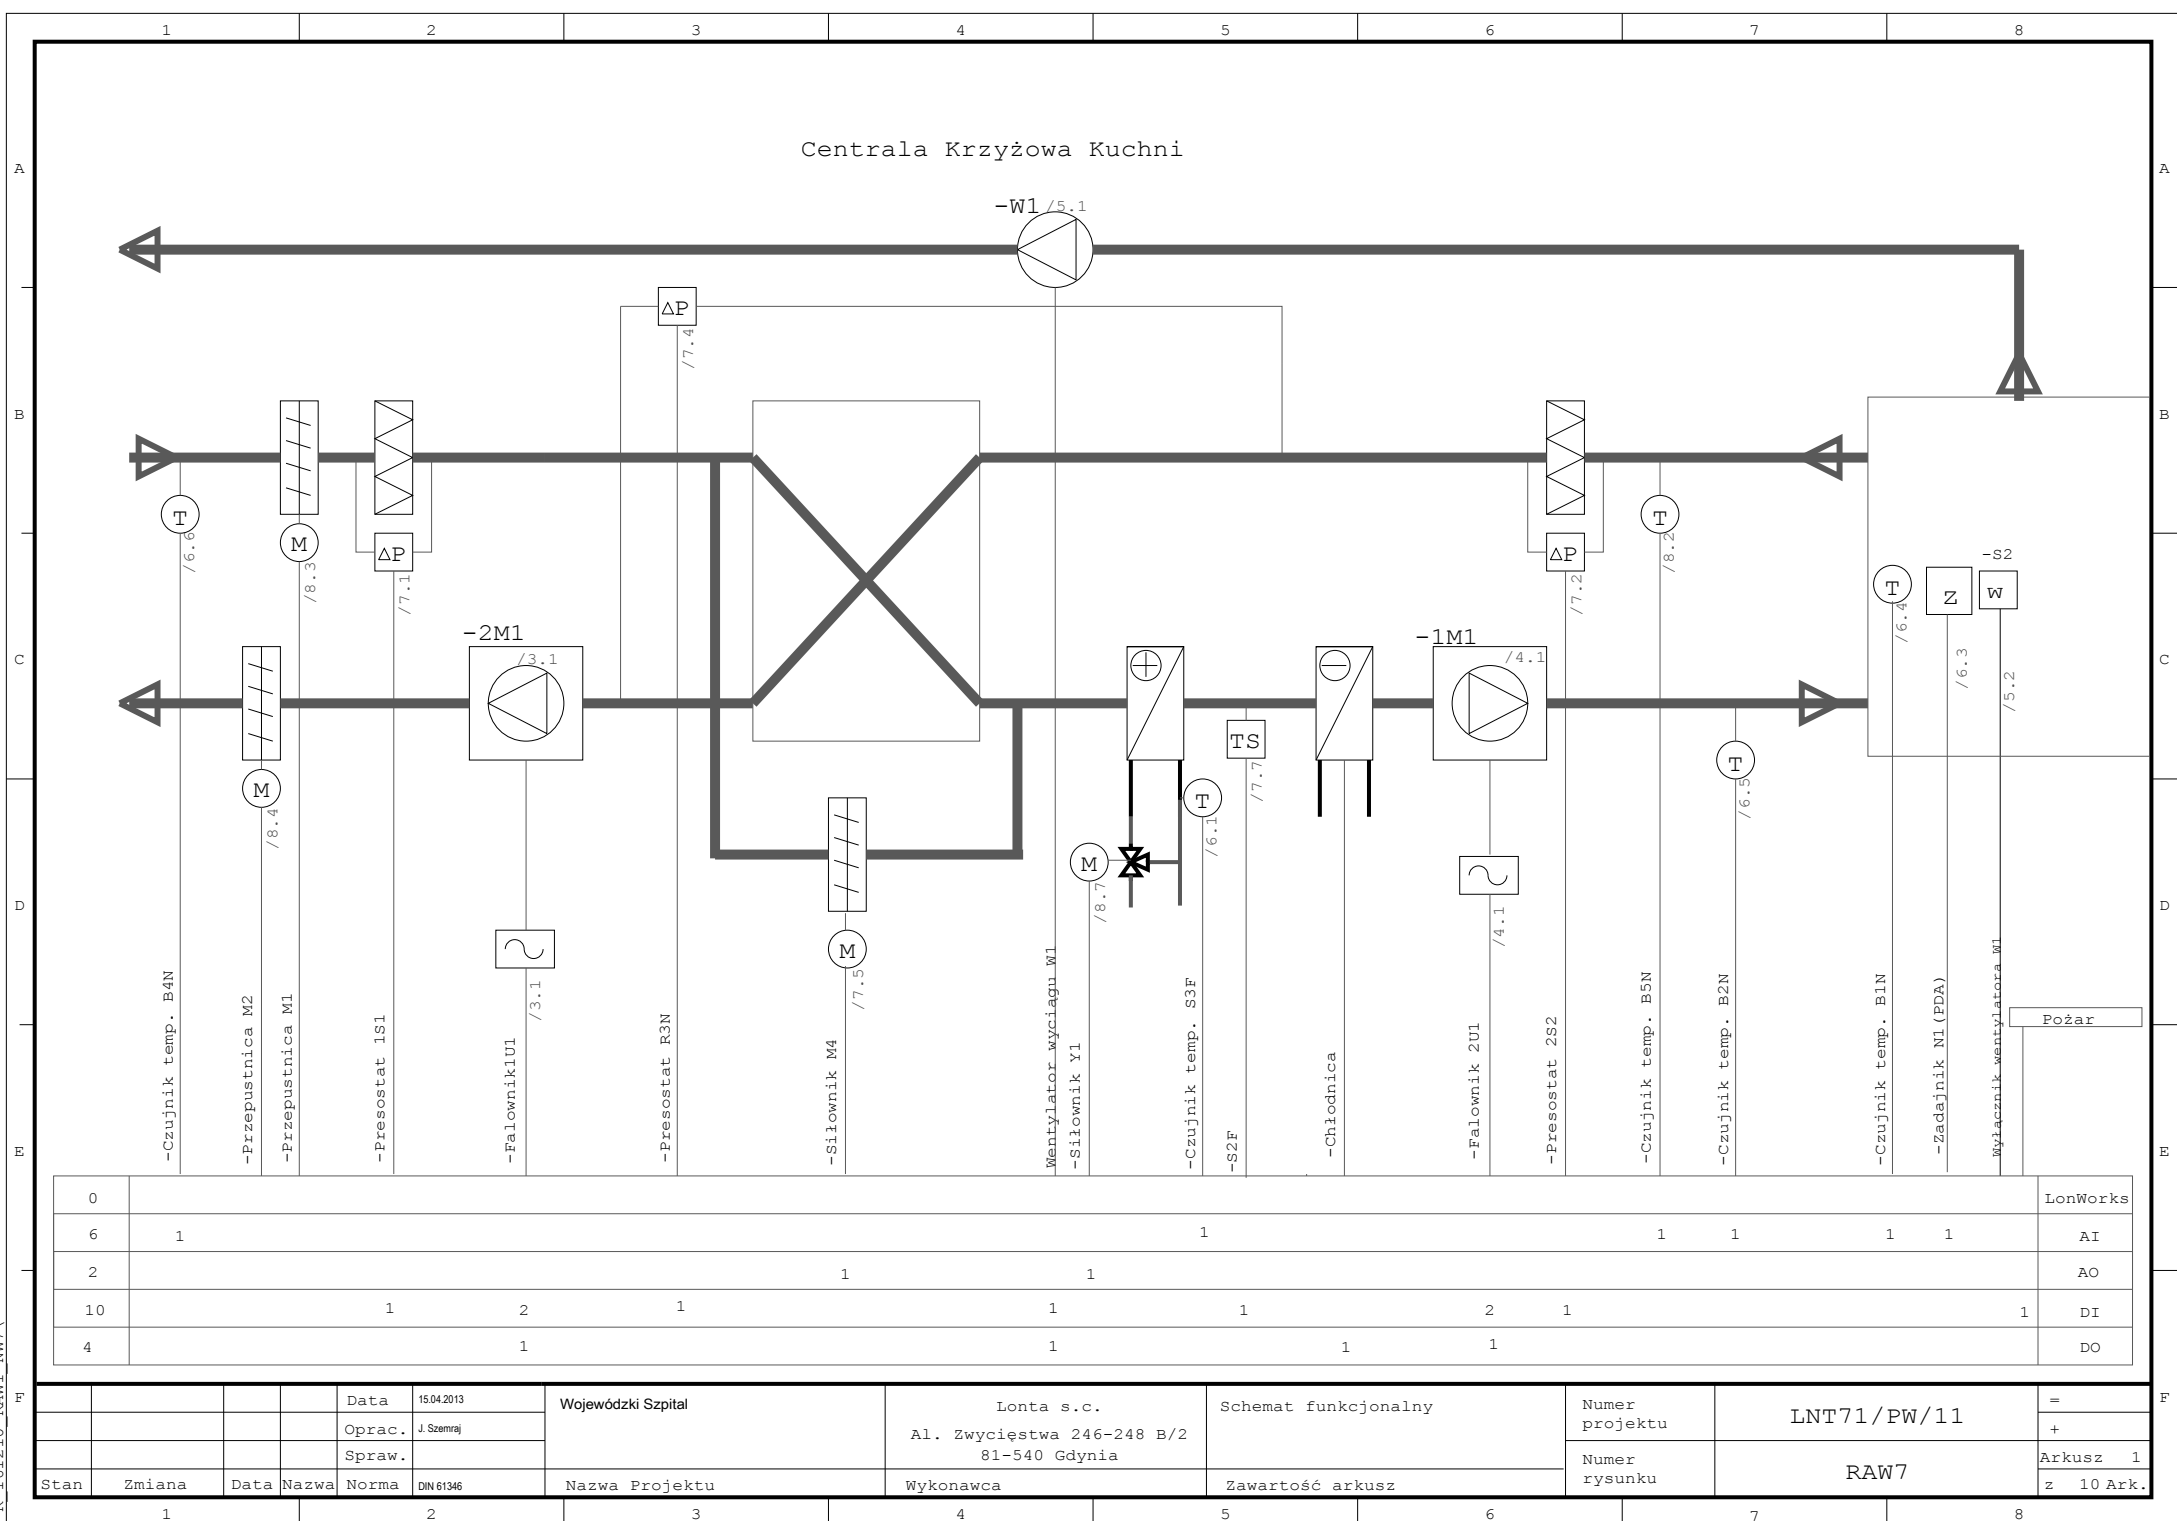 1 2 3 4 5 6 7 8
Centrala Krzyżowa Kuchni
A A
-W1 /5.1
ΔP
/7.4
B B
T
/6.6
M
/8.3
ΔP
/7.1
ΔP
/7.2
T
/8.2
-S2
T
/6.4
Z
/6.3
W
/5.2
-2M1
/3.1
-1M1
/4.1
C C
TS
/7.7
T
/6.5
M
/8.4
T
/6.1
M
/8.7
D D
/4.1
M
/7.5
/3.1
-Czujnik temp. B4N
-Przepustnica M2
-Przepustnica M1
-Presostat 1S1
-Falownik1U1
-Presostat R3N
-Siłownik M4
Wentylator wyciągu W1
-Siłownik Y1
-Czujnik temp. S3F
-S2F
-Chłodnica
-Falownik 2U1
-Presostat 2S2
-Czujnik temp. B5N
-Czujnik temp. B2N
-Czujnik temp. B1N
-Zadajnik N1(PDA)
Wyłącznik wentylatora W1
Pożar
E E
0 LonWorks
6 1 1 1 1 1 1 AI
2 1 1 AO
10 1 2 1 1 1 2 1 1 DI
4 1 1 1 1 DO
F F
Data 15.04.2013
Oprac. J. Szemraj
Spraw.
Stan Zmiana Data Nazwa Norma DIN 61346
Wojewódzki Szpital
Nazwa Projektu
Lonta s.c.
Al. Zwycięstwa 246-248 B/2
81-540 Gdynia
Wykonawca
Schemat funkcjonalny
Zawartość arkusz
Numer
projektu
LNT71/PW/11
Numer
rysunku
RAW7
=
+
Arkusz 1
z 10 Ark.
1 2 3 4 5 6 7 8